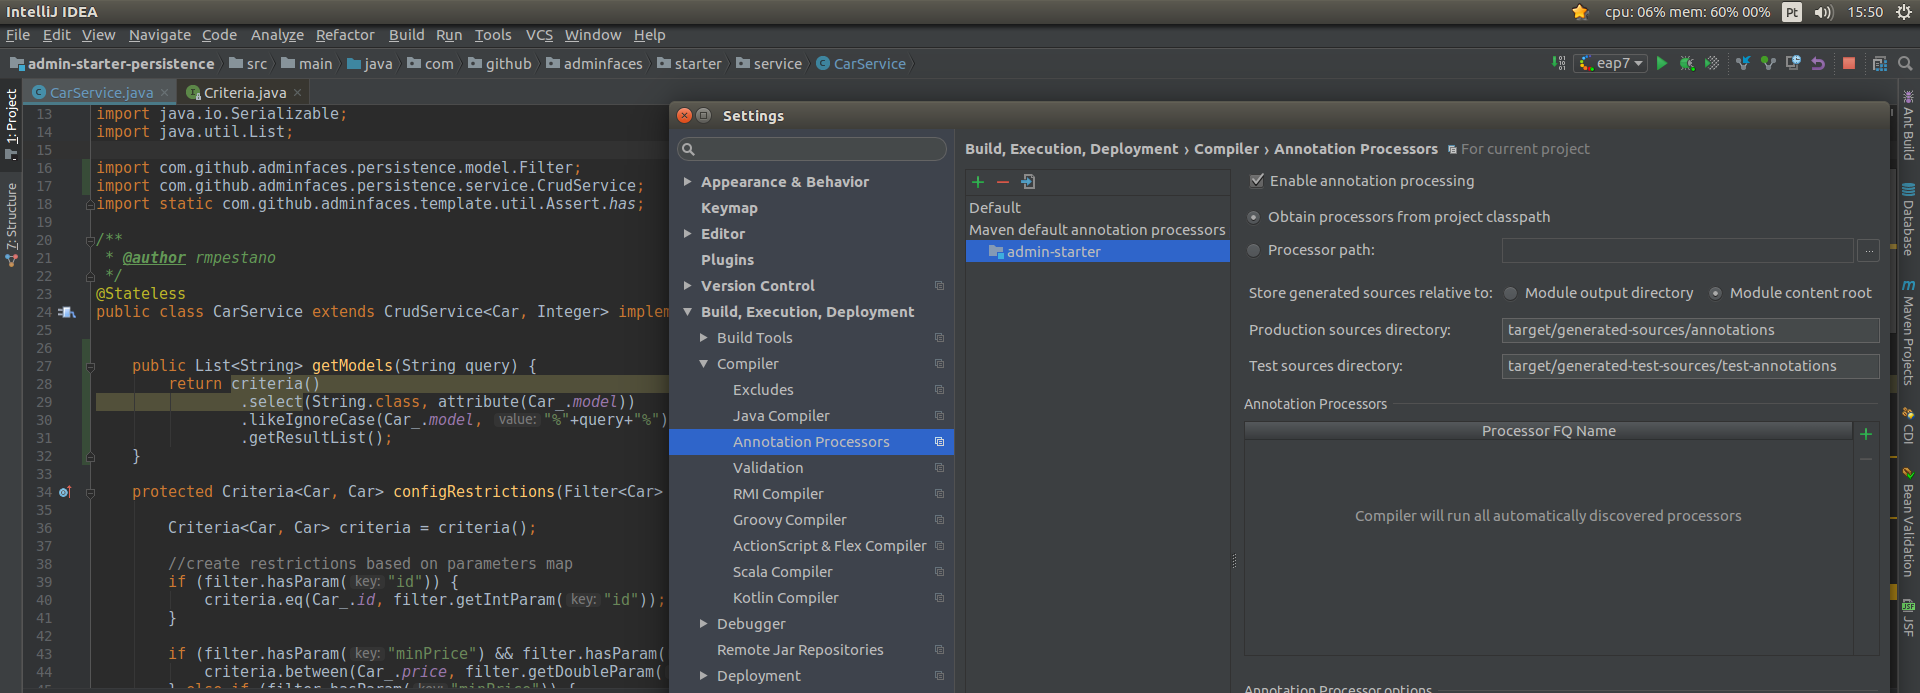 IntelliJ IDEA
cpu: 06% mem: 60% 00% Pt 15:50
File Edit View Navigate Code Analyze Refactor Build Run Tools VCS Window Help
admin-starter-persistence src main java com github adminfaces starter service CarService eap7
CarService.java Criteria.java
1: Project
7: Structure
13 import java.io.Serializable;
14 import java.util.List;
15
16 import com.github.adminfaces.persistence.model.Filter;
17 import com.github.adminfaces.persistence.service.CrudService;
18 import static com.github.adminfaces.template.util.Assert.has;
19
20 /**
21 * @author rmpestano
22 */
23 @Stateless
24 public class CarService extends CrudService<Car, Integer> implem
25
26
27 public List<String> getModels(String query) {
28 return criteria()
29 .select(String.class, attribute(Car_.model))
30 .likeIgnoreCase(Car_.model, value: "%"+query+"%")
31 .getResultList();
32 }
33
34 protected Criteria<Car, Car> configRestrictions(Filter<Car>
35
36 Criteria<Car, Car> criteria = criteria();
37
38 //create restrictions based on parameters map
39 if (filter.hasParam(key: "id")) {
40 criteria.eq(Car_.id, filter.getIntParam(key: "id"));
41 }
42
43 if (filter.hasParam(key: "minPrice") && filter.hasParam(
44 criteria.between(Car_.price, filter.getDoubleParam(
45 } else if (filter.hasParam(key: "minPrice")) {
Settings
Appearance & Behavior
Keymap
Editor
Plugins
Version Control
Build, Execution, Deployment
Build Tools
Compiler
Excludes
Java Compiler
Annotation Processors
Validation
RMI Compiler
Groovy Compiler
ActionScript & Flex Compiler
Scala Compiler
Kotlin Compiler
Debugger
Remote Jar Repositories
Deployment
Build, Execution, Deployment › Compiler › Annotation Processors For current project
Default
Maven default annotation processors
admin-starter
Enable annotation processing
Obtain processors from project classpath
Processor path: ...
Store generated sources relative to: Module output directory Module content root
Production sources directory: target/generated-sources/annotations
Test sources directory: target/generated-test-sources/test-annotations
Annotation Processors
Processor FQ Name
Compiler will run all automatically discovered processors
Annotation Processor options
Ant Build
Database
Maven Projects
CDI
Bean Validation
JSF